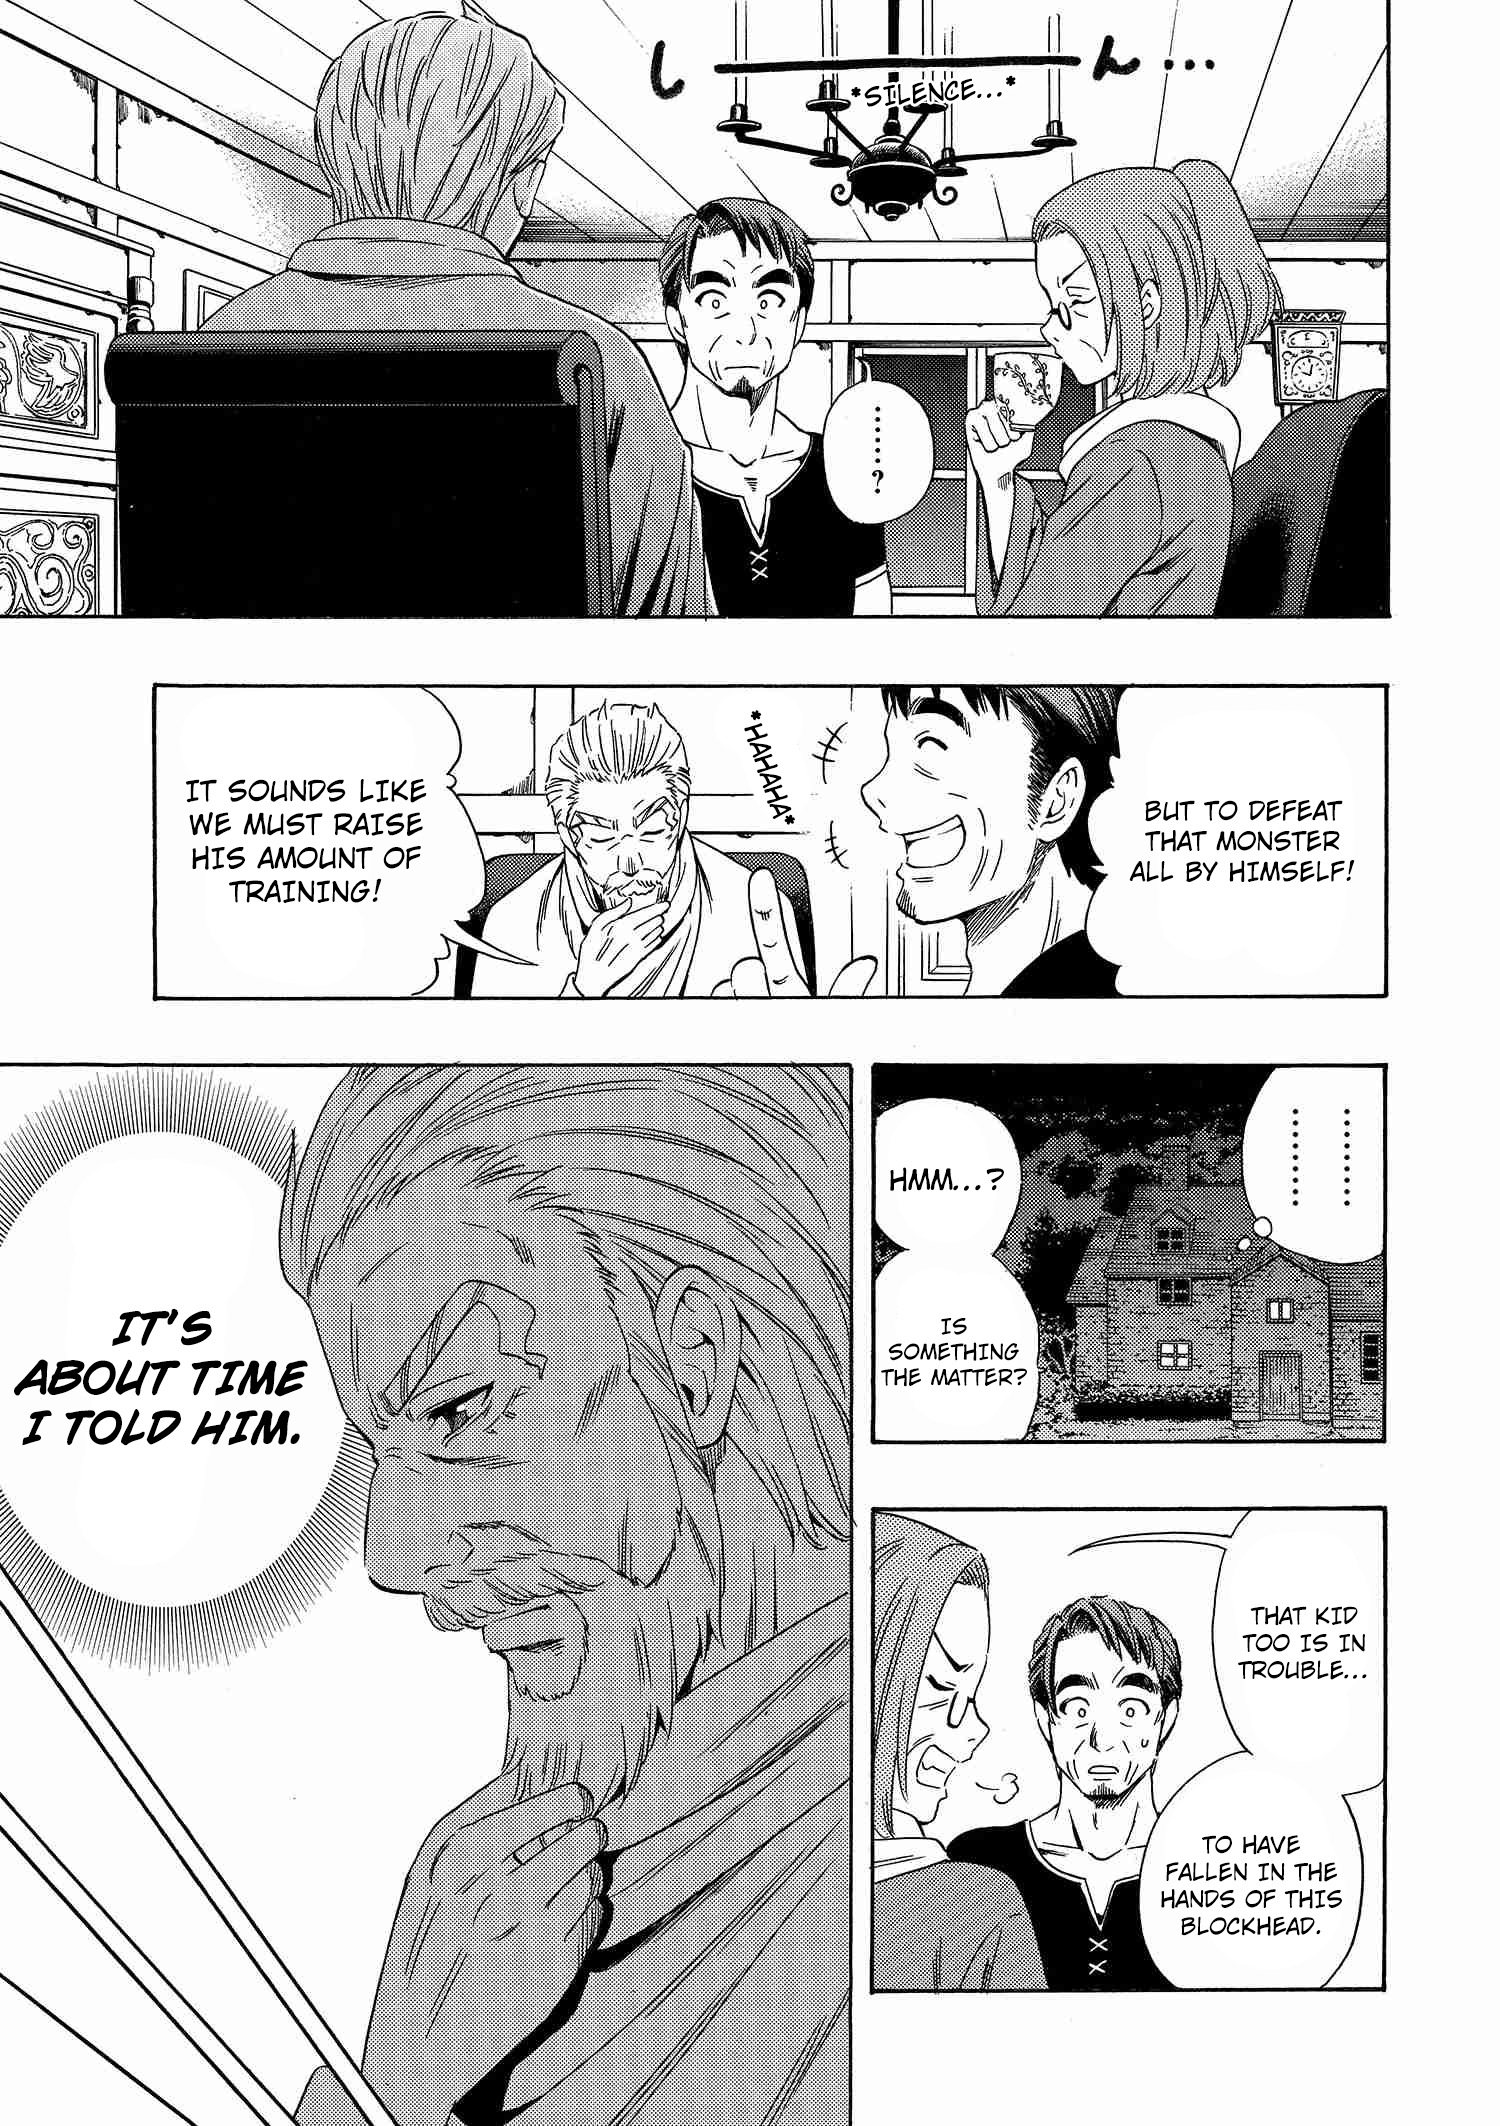 しーーん…
*SILENCE...*
……?
BUT TO DEFEAT
THAT MONSTER
ALL BY HIMSELF!
*HAHAHA*
IT SOUNDS LIKE
WE MUST RAISE
HIS AMOUNT OF
TRAINING!
………
………
HMM...?
IS
SOMETHING
THE MATTER?
THAT KID
TOO IS IN
TROUBLE...
TO HAVE
FALLEN IN THE
HANDS OF THIS
BLOCKHEAD.
IT'S
ABOUT TIME
I TOLD HIM.